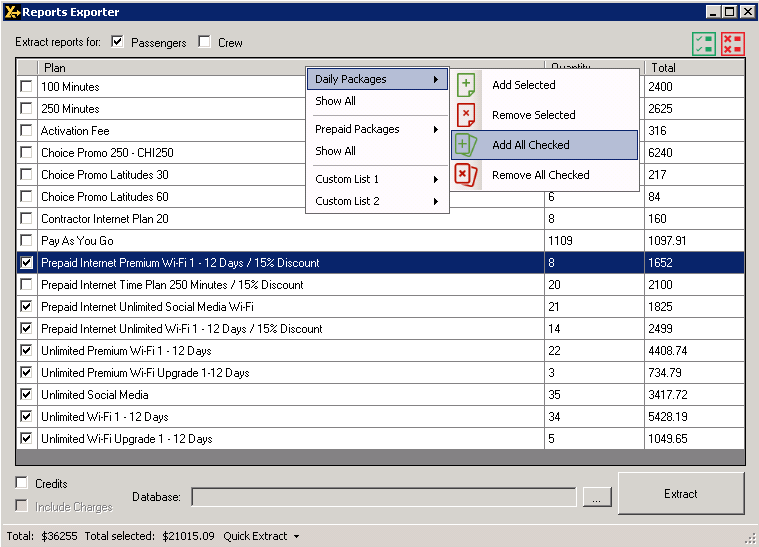 Reports Exporter
Extract reports for: Passengers Crew
Plan Quantity Total
Daily Packages
Show All
Prepaid Packages
Show All
Custom List 1
Custom List 2
Add Selected
Remove Selected
Add All Checked
Remove All Checked
100 Minutes 2400
250 Minutes 2625
Activation Fee 316
Choice Promo 250 - CHI250 6240
Choice Promo Latitudes 30 217
Choice Promo Latitudes 60 6 84
Contractor Internet Plan 20 8 160
Pay As You Go 1109 1097.91
Prepaid Internet Premium Wi-Fi 1 - 12 Days / 15% Discount 8 1652
Prepaid Internet Time Plan 250 Minutes / 15% Discount 20 2100
Prepaid Internet Unlimited Social Media Wi-Fi 21 1825
Prepaid Internet Unlimited Wi-Fi 1 - 12 Days / 15% Discount 14 2499
Unlimited Premium Wi-Fi 1 - 12 Days 22 4408.74
Unlimited Premium Wi-Fi Upgrade 1-12 Days 3 734.79
Unlimited Social Media 35 3417.72
Unlimited Wi-Fi 1 - 12 Days 34 5428.19
Unlimited Wi-Fi Upgrade 1 - 12 Days 5 1049.65
Credits
Include Charges
Database: ... Extract
Total: $36255 Total selected: $21015.09 Quick Extract